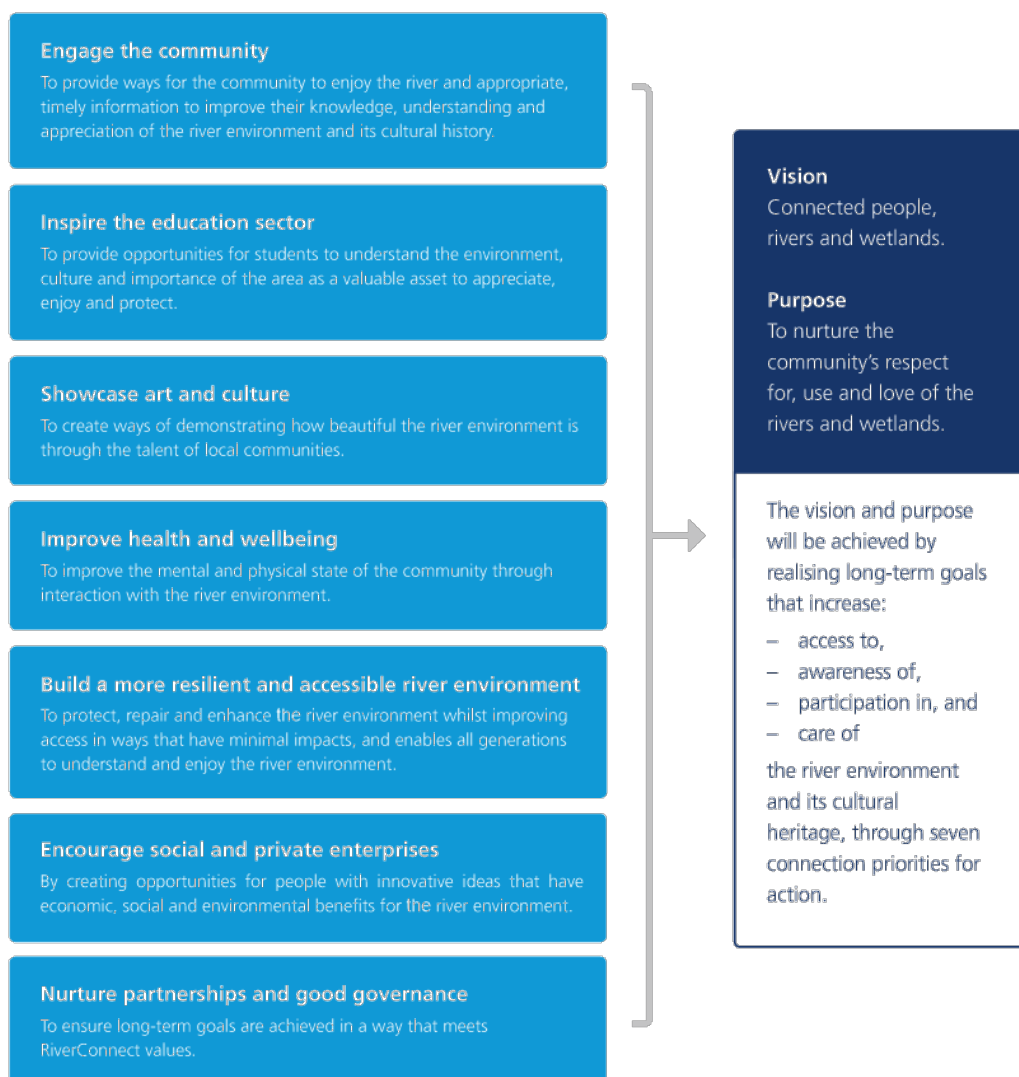 Engage the community
To provide ways for the community to enjoy the river and appropriate,
timely information to improve their knowledge, understanding and
appreciation of the river environment and its cultural history.
Inspire the education sector
To provide opportunities for students to understand the environment,
culture and importance of the area as a valuable asset to appreciate,
enjoy and protect.
Showcase art and culture
To create ways of demonstrating how beautiful the river environment is
through the talent of local communities.
Improve health and wellbeing
To improve the mental and physical state of the community through
interaction with the river environment.
Build a more resilient and accessible river environment
To protect, repair and enhance the river environment whilst improving
access in ways that have minimal impacts, and enables all generations
to understand and enjoy the river environment.
Encourage social and private enterprises
By creating opportunities for people with innovative ideas that have
economic, social and environmental benefits for the river environment.
Nurture partnerships and good governance
To ensure long-term goals are achieved in a way that meets
RiverConnect values.
Vision
Connected people,
rivers and wetlands.
Purpose
To nurture the
community's respect
for, use and love of the
rivers and wetlands.
The vision and purpose
will be achieved by
realising long-term goals
that increase:
– access to,
– awareness of,
– participation in, and
– care of
the river environment
and its cultural
heritage, through seven
connection priorities for
action.